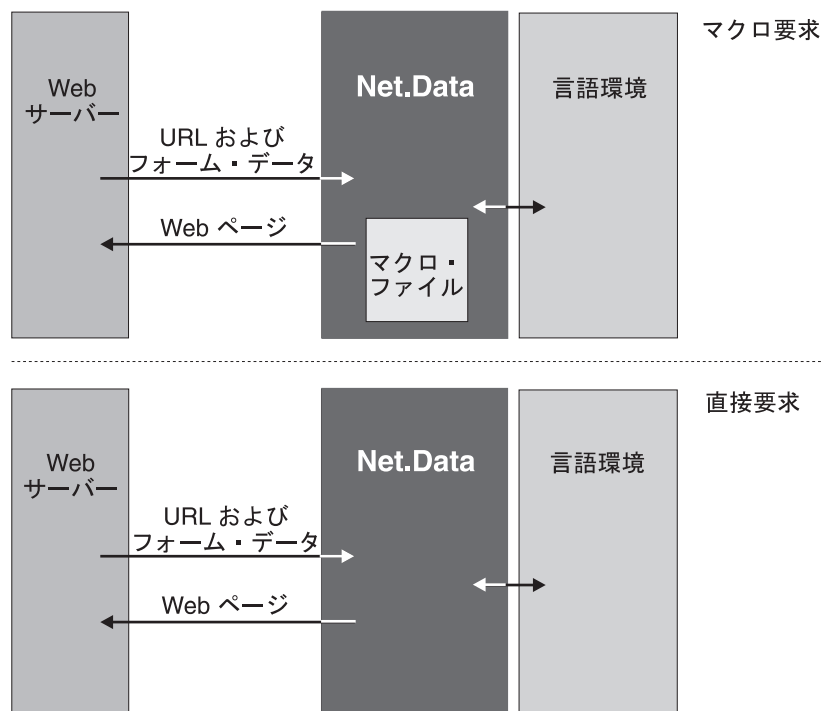 マクロ要求
Web
サーバー
Net.Data
言語環境
URL および
フォーム・データ
Web ページ
マクロ・
ファイル
直接要求
Web
サーバー
Net.Data
言語環境
URL および
フォーム・データ
Web ページ